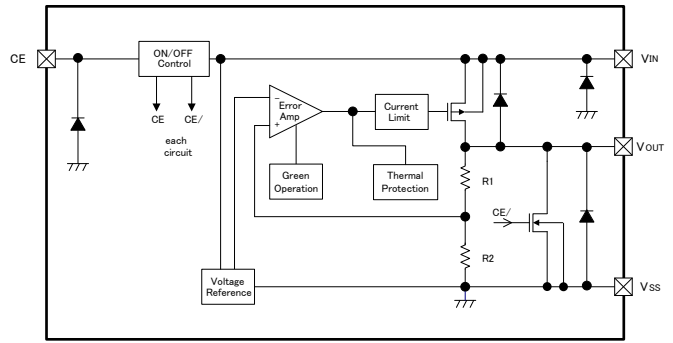 CE
ON/OFF
Control
VIN
CE
CE/
each
circuit
−
Error
Amp
+
Current
Limit
Green
Operation
Thermal
Protection
VOUT
R1
CE/
R2
Voltage
Reference
VSS